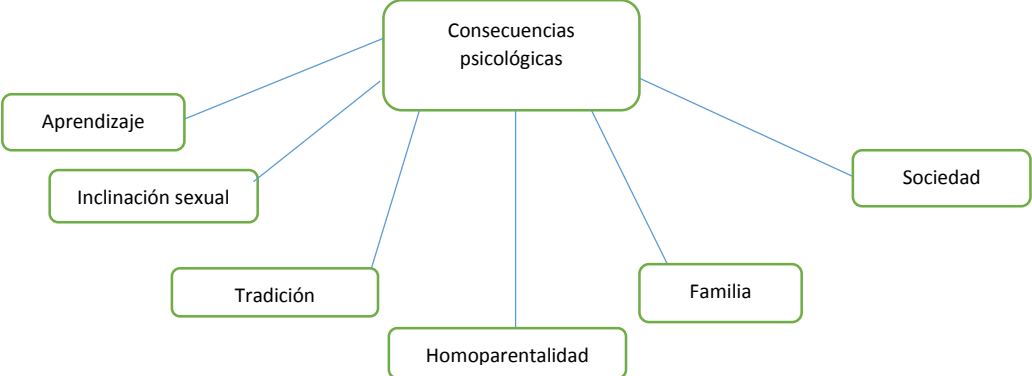 Consecuencias
psicológicas
Aprendizaje
Inclinación sexual
Sociedad
Tradición
Familia
Homoparentalidad